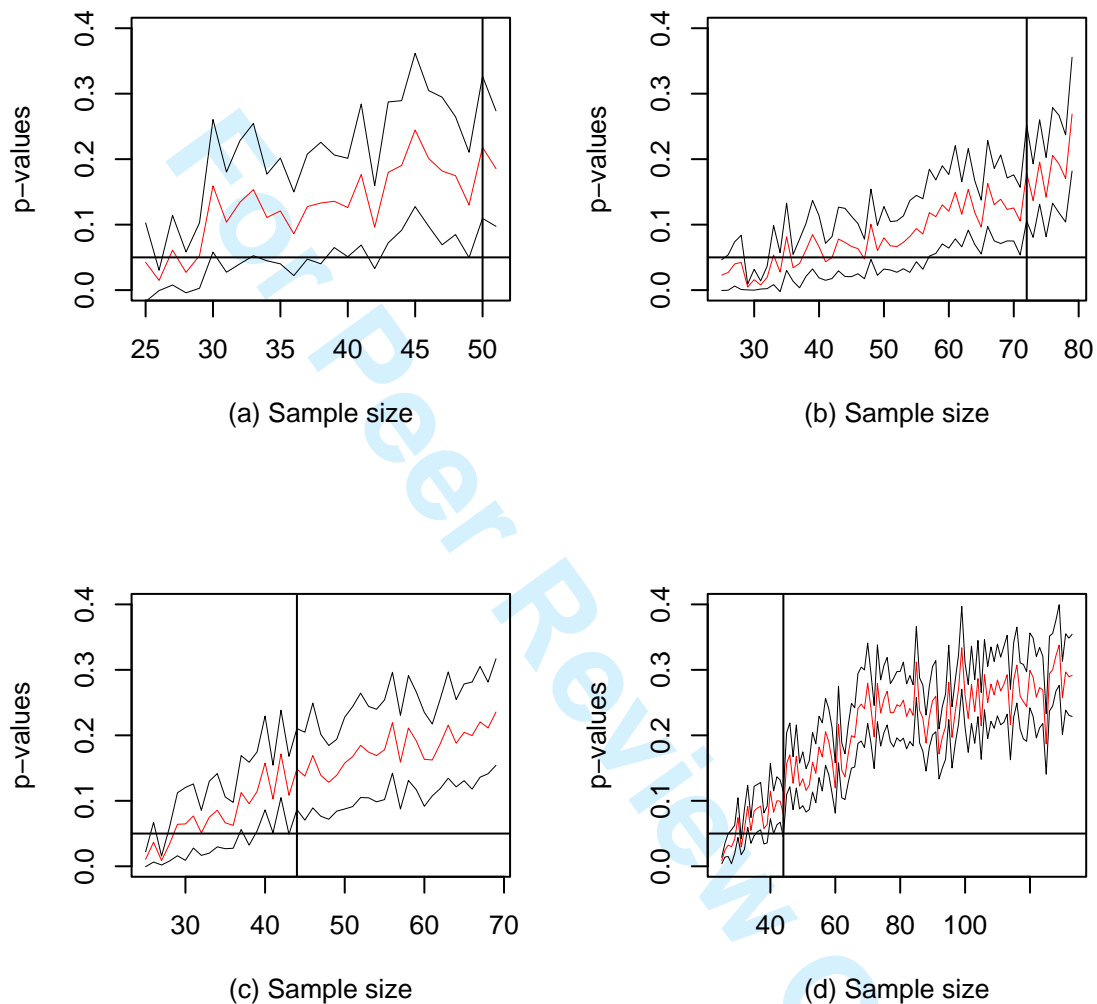 0.0 0.1 0.2 0.3 0.4
p−values
25 30 35 40 45 50
(a) Sample size
0.0 0.1 0.2 0.3 0.4
p−values
30 40 50 60 70 80
(b) Sample size
0.0 0.1 0.2 0.3 0.4
p−values
30 40 50 60 70
(c) Sample size
0.0 0.1 0.2 0.3 0.4
p−values
40 60 80 100
(d) Sample size
For Peer Review